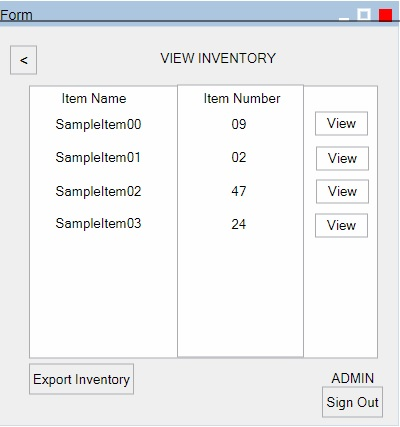 Form
<
VIEW INVENTORY
Item Name Item Number
SampleItem00 09 View
SampleItem01 02 View
SampleItem02 47 View
SampleItem03 24 View
Export Inventory
ADMIN
Sign Out